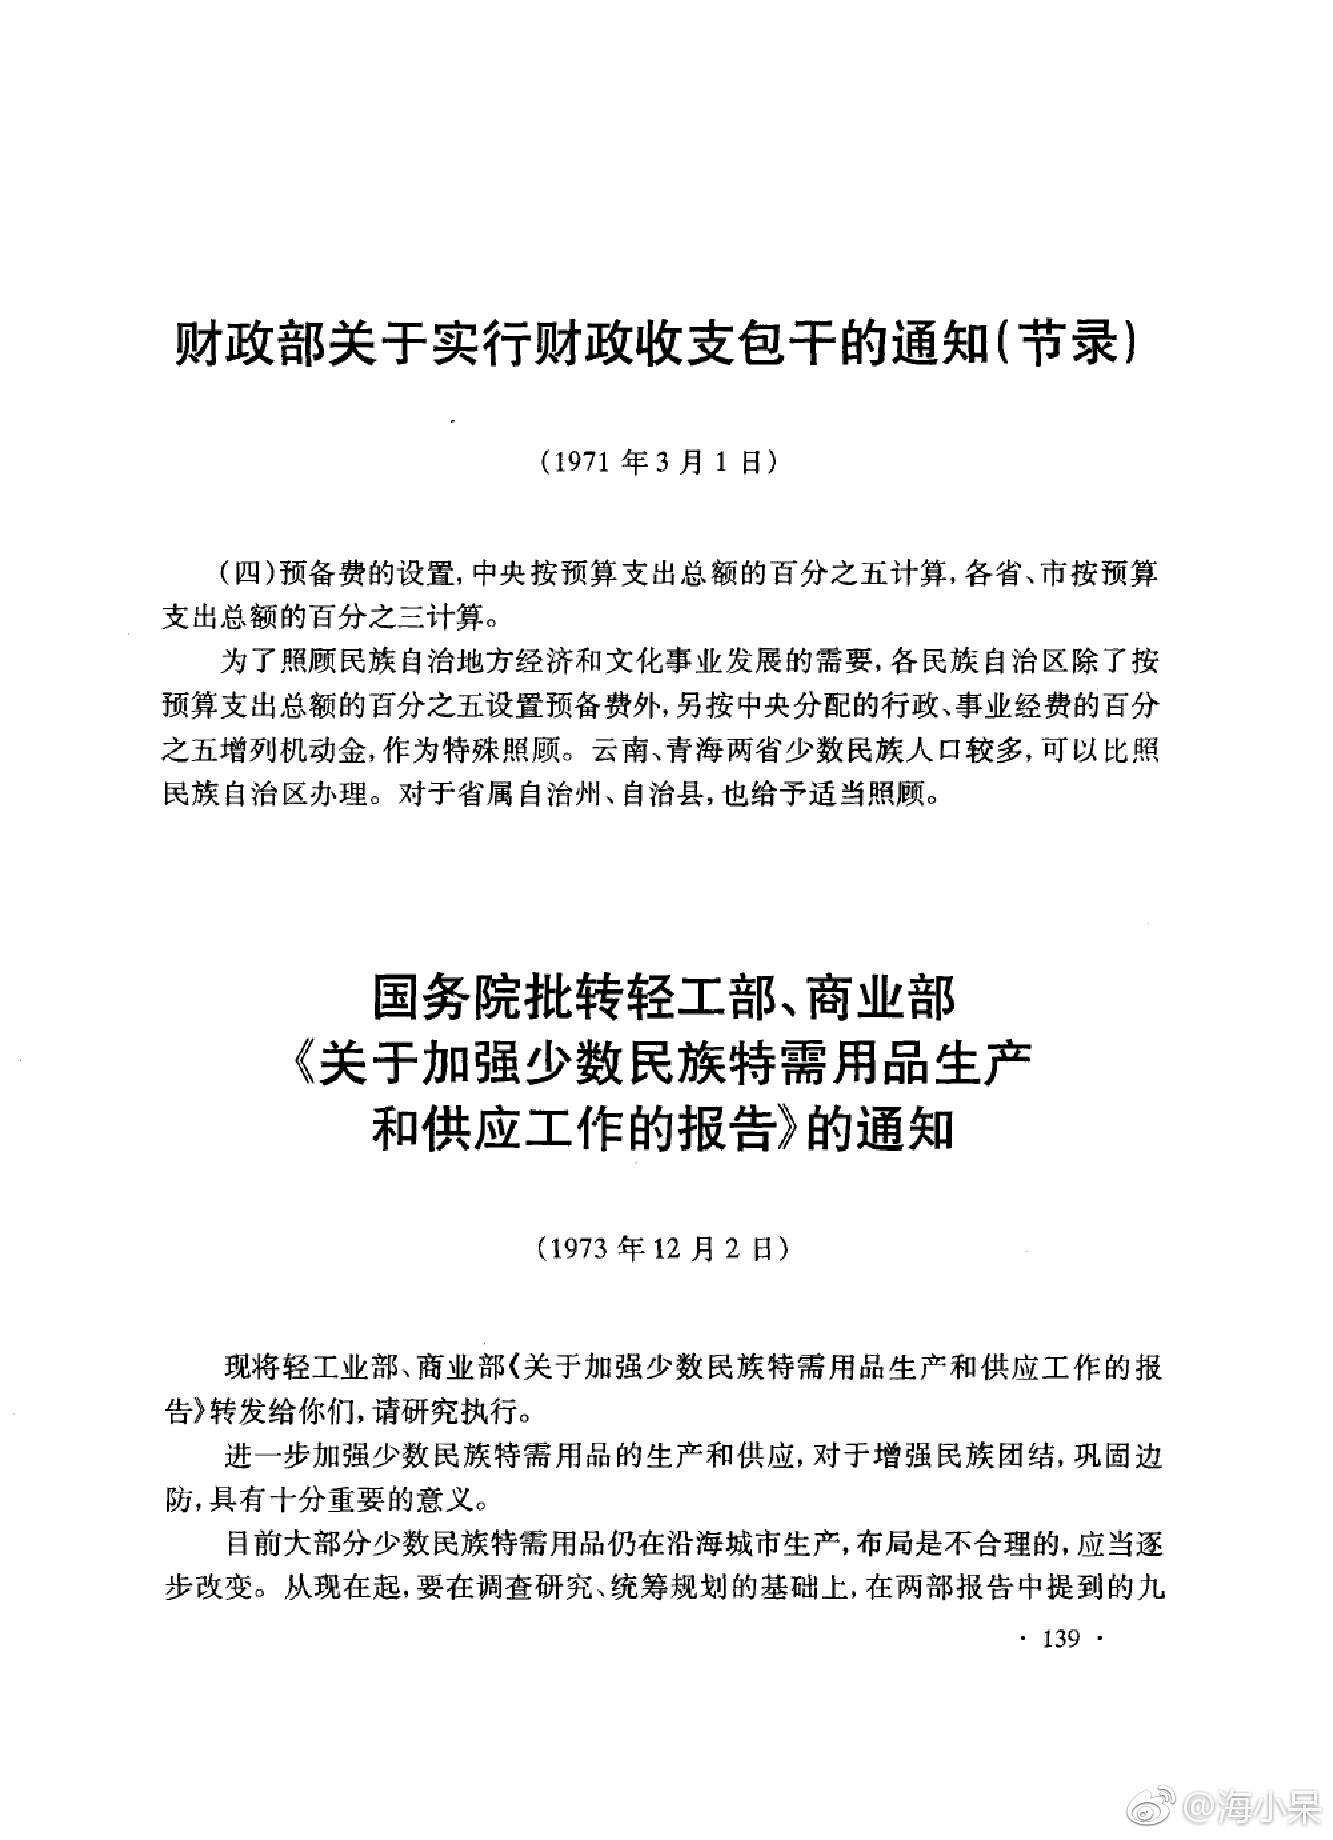 财政部关于实行财政收支包干的通知(节录)
(1971 年 3 月 1 日)
(四)预备费的设置,中央按预算支出总额的百分之五计算,各省、市按预算
支出总额的百分之三计算。
为了照顾民族自治地方经济和文化事业发展的需要,各民族自治区除了按
预算支出总额的百分之五设置预备费外,另按中央分配的行政、事业经费的百分
之五增列机动金,作为特殊照顾。云南、青海两省少数民族人口较多,可以比照
民族自治区办理。对于省属自治州、自治县,也给予适当照顾。
国务院批转轻工部、商业部
《关于加强少数民族特需用品生产
和供应工作的报告》的通知
(1973 年 12 月 2 日)
现将轻工业部、商业部《关于加强少数民族特需用品生产和供应工作的报
告》转发给你们,请研究执行。
进一步加强少数民族特需用品的生产和供应,对于增强民族团结,巩固边
防,具有十分重要的意义。
目前大部分少数民族特需用品仍在沿海城市生产,布局是不合理的,应当逐
步改变。从现在起,要在调查研究、统筹规划的基础上,在两部报告中提到的九
· 139 ·
@海小呆